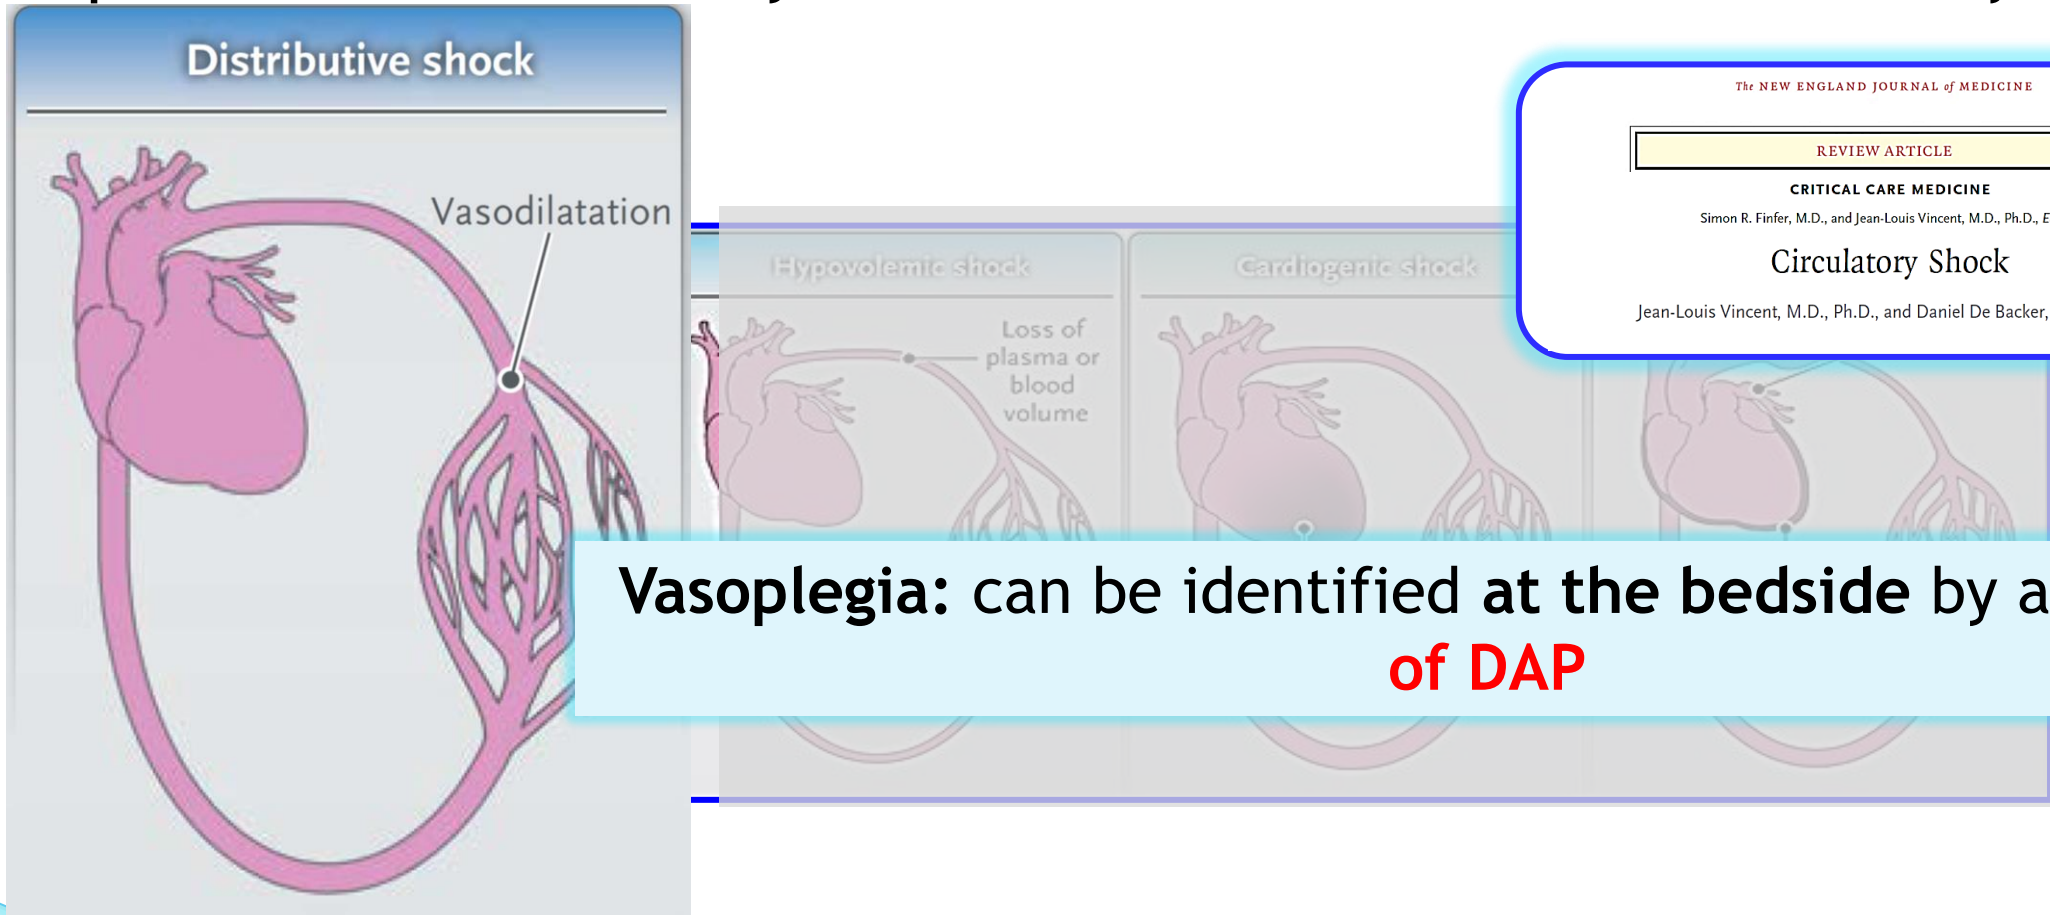 Distributive shock
Vasodilatation
The NEW ENGLAND JOURNAL of MEDICINE
REVIEW ARTICLE
CRITICAL CARE MEDICINE
Simon R. Finfer, M.D., and Jean-Louis Vincent, M.D., Ph.D.,
Circulatory Shock
Jean-Louis Vincent, M.D., Ph.D., and Daniel De Backer,
Hypovolemic shock
Loss of
plasma or
blood
volume
Cardiogenic shock
Vasoplegia: can be identified at the bedside by a
of DAP